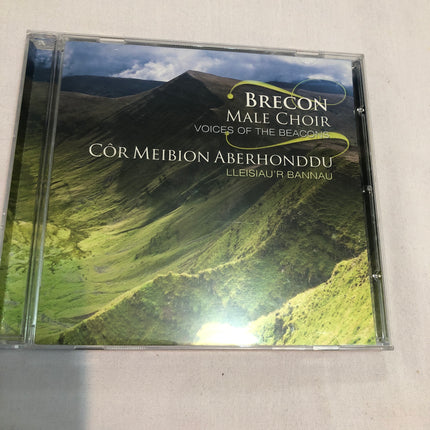 BRECON
MALE CHOIR
VOICES OF THE BEACONS
CÔR MEIBION ABERHONDDU
LLEISIAU'R BANNAU